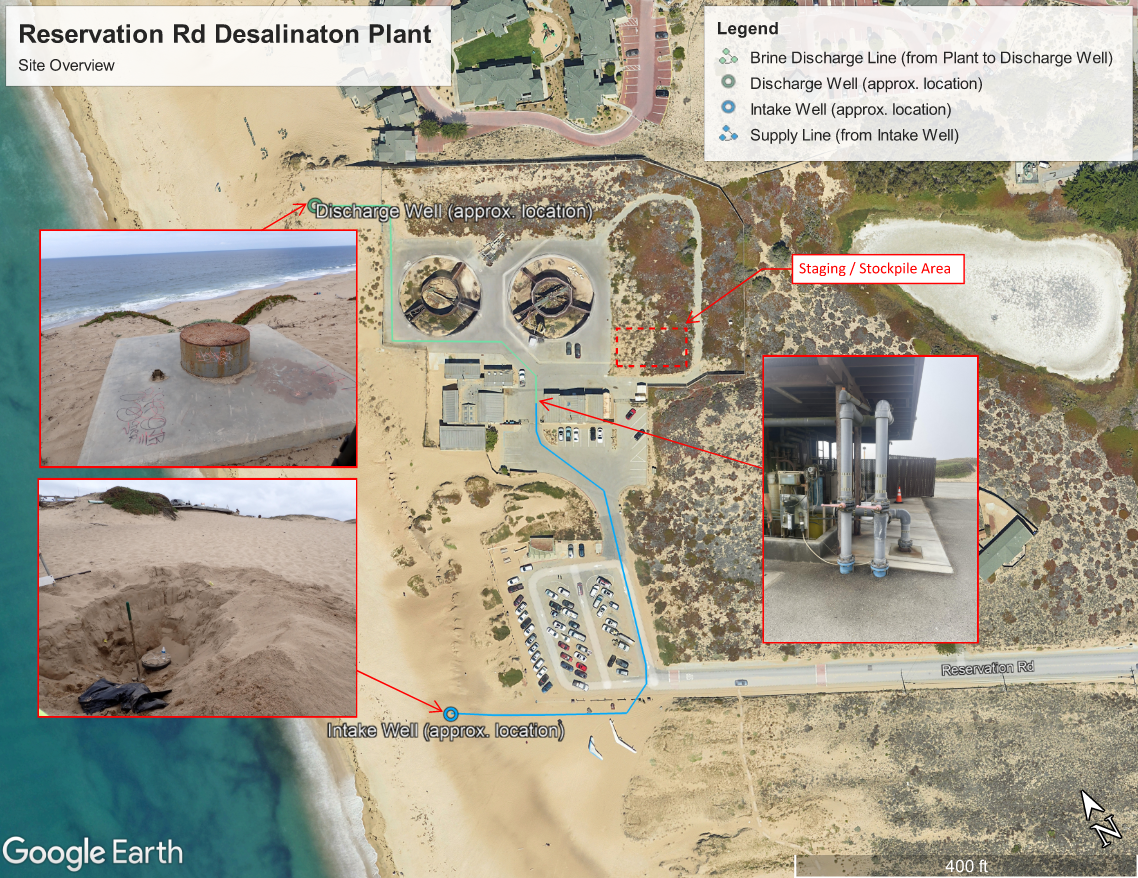 Reservation Rd Desalinaton Plant
Site Overview
Legend
Brine Discharge Line (from Plant to Discharge Well)
Discharge Well (approx. location)
Intake Well (approx. location)
Supply Line (from Intake Well)
Discharge Well (approx. location)
Staging / Stockpile Area
Reservation Rd
Intake Well (approx. location)
N
Google Earth
400 ft